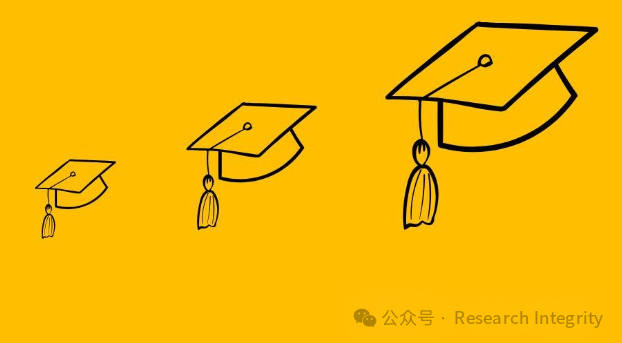 公众号 · Research Integrity